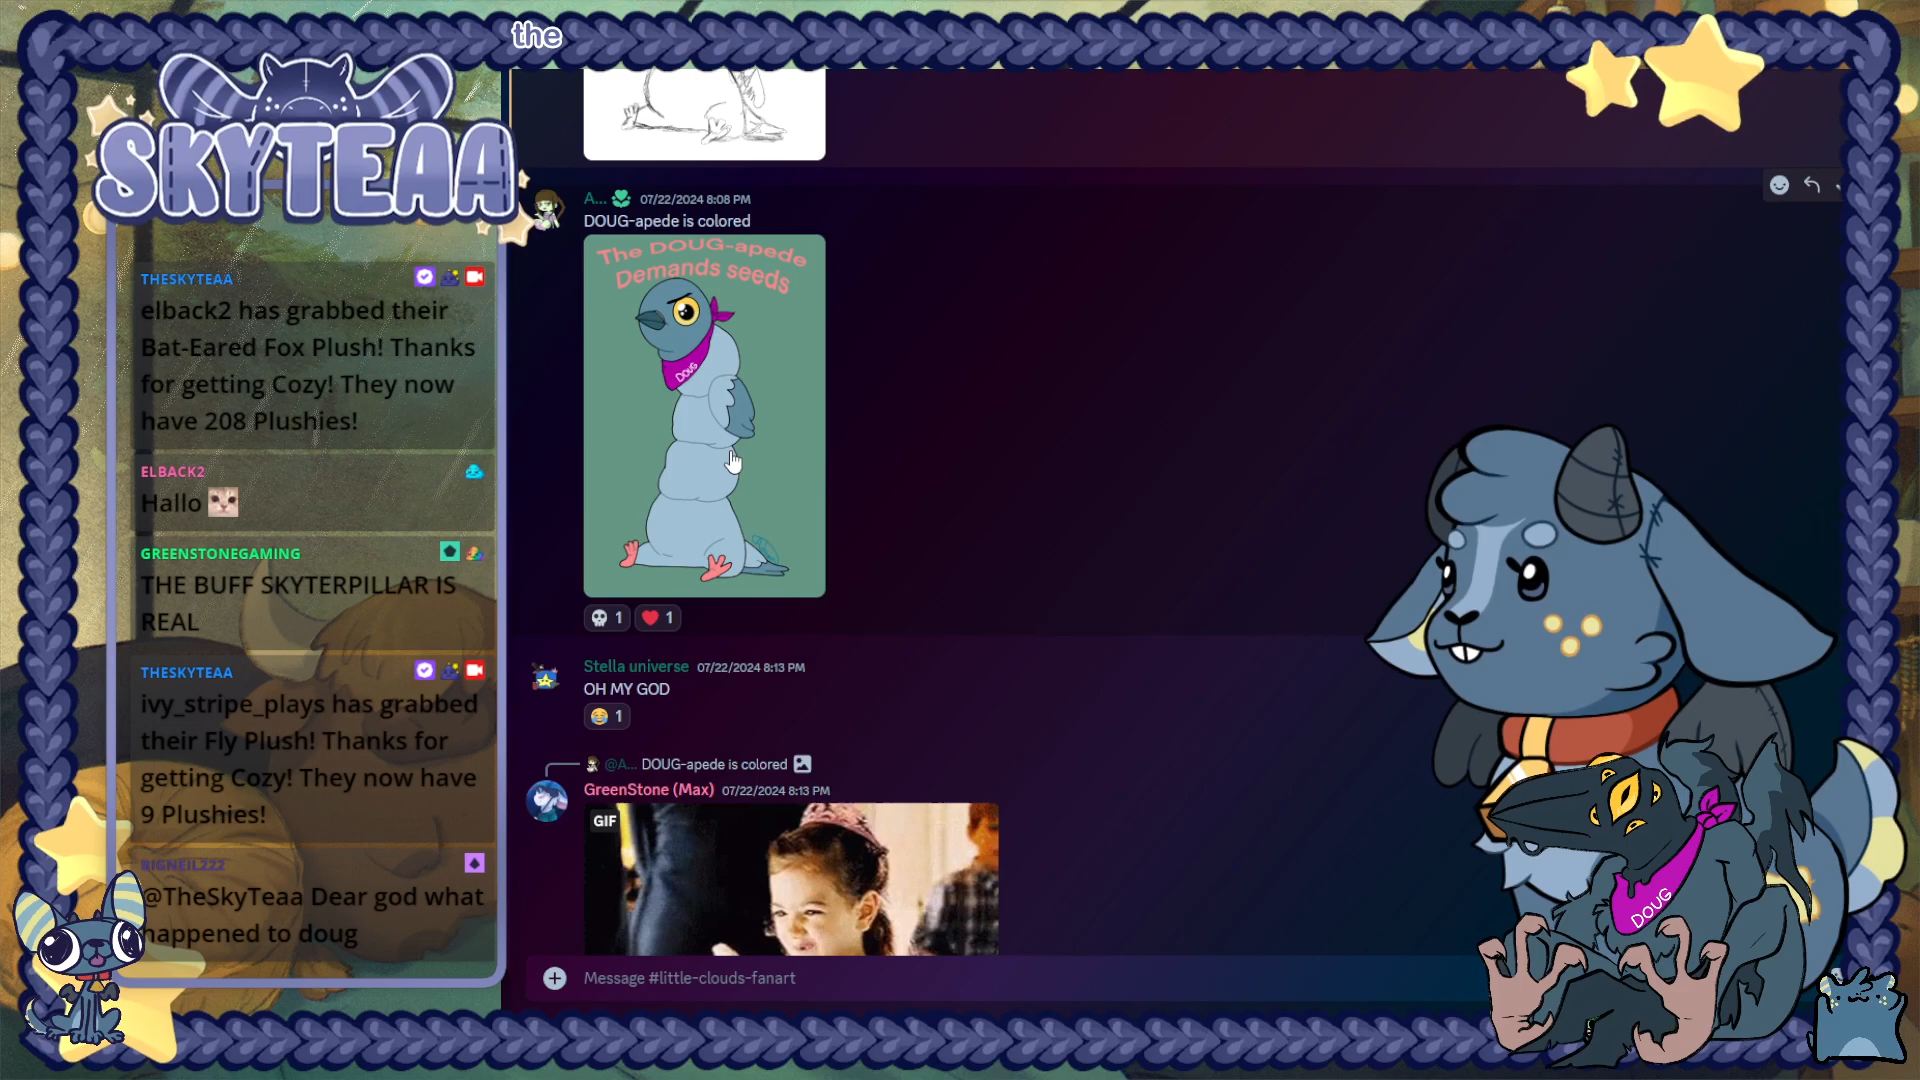 the
SKYTEAA
THESKYTEAA
elback2 has grabbed their
Bat-Eared Fox Plush! Thanks
for getting Cozy! They now
have 208 Plushies!
ELBACK2
Hallo
GREENSTONEGAMING
THE BUFF SKYTERPILLAR IS
REAL
THESKYTEAA
ivy_stripe_plays has grabbed
their Fly Plush! Thanks for
getting Cozy! They now have
9 Plushies!
BIGNEIL222
@TheSkyTeaa Dear god what
happened to doug
A... 07/22/2024 8:08 PM
DOUG-apede is colored
The DOUG-apede
Demands seeds
DOUG
1 1
Stella universe 07/22/2024 8:13 PM
OH MY GOD
1
@A... DOUG-apede is colored
GreenStone (Max) 07/22/2024 8:13 PM
GIF
Message #little-clouds-fanart
DOUG